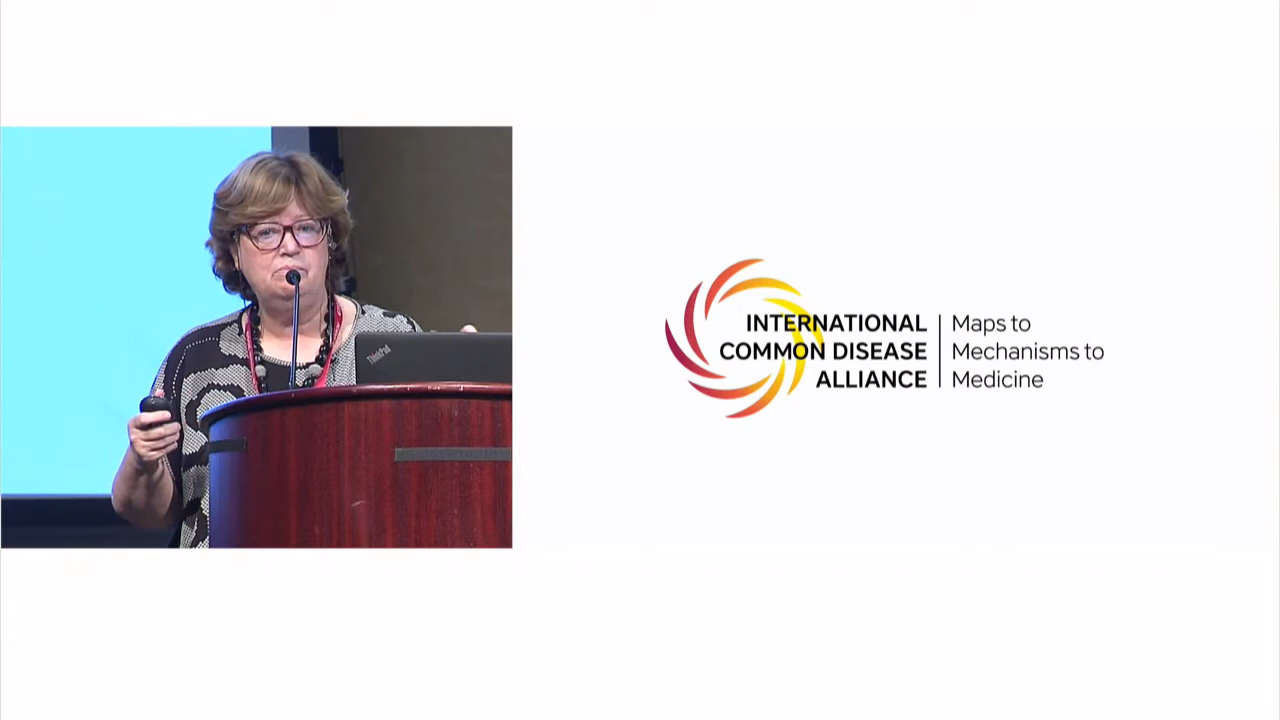 ThinkPad
INTERNATIONAL
COMMON DISEASE
ALLIANCE
Maps to
Mechanisms to
Medicine